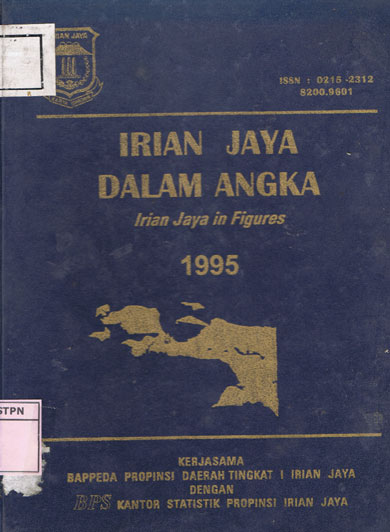 IRIAN JAYA
ISSN : 0215-2312
8200.9601
IRIAN JAYA
DALAM ANGKA
Irian Jaya in Figures
1995
STPN
KERJASAMA
BAPPEDA PROPINSI DAERAH TINGKAT I IRIAN JAYA
DENGAN
BPS KANTOR STATISTIK PROPINSI IRIAN JAYA